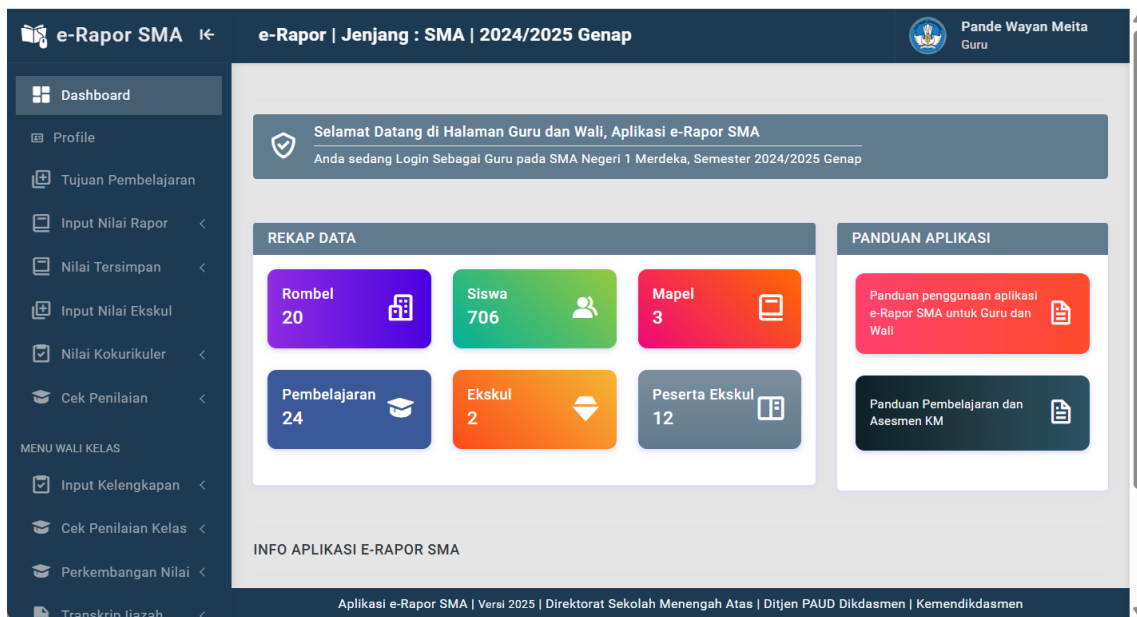 e-Rapor SMA
e-Rapor | Jenjang : SMA | 2024/2025 Genap
Pande Wayan Meita
Guru
Dashboard
Profile
Tujuan Pembelajaran
Input Nilai Rapor
Nilai Tersimpan
Input Nilai Ekskul
Nilai Kokurikuler
Cek Penilaian
MENU WALI KELAS
Input Kelengkapan
Cek Penilaian Kelas
Perkembangan Nilai
Transkrip Ijazah
Selamat Datang di Halaman Guru dan Wali, Aplikasi e-Rapor SMA
Anda sedang Login Sebagai Guru pada SMA Negeri 1 Merdeka, Semester 2024/2025 Genap
REKAP DATA
Rombel
20
Siswa
706
Mapel
3
Pembelajaran
24
Ekskul
2
Peserta Ekskul
12
PANDUAN APLIKASI
Panduan penggunaan aplikasi
e-Rapor SMA untuk Guru dan
Wali
Panduan Pembelajaran dan
Asesmen KM
INFO APLIKASI E-RAPOR SMA
Aplikasi e-Rapor SMA | Versi 2025 | Direktorat Sekolah Menengah Atas | Ditjen PAUD Dikdasmen | Kemendikdasmen